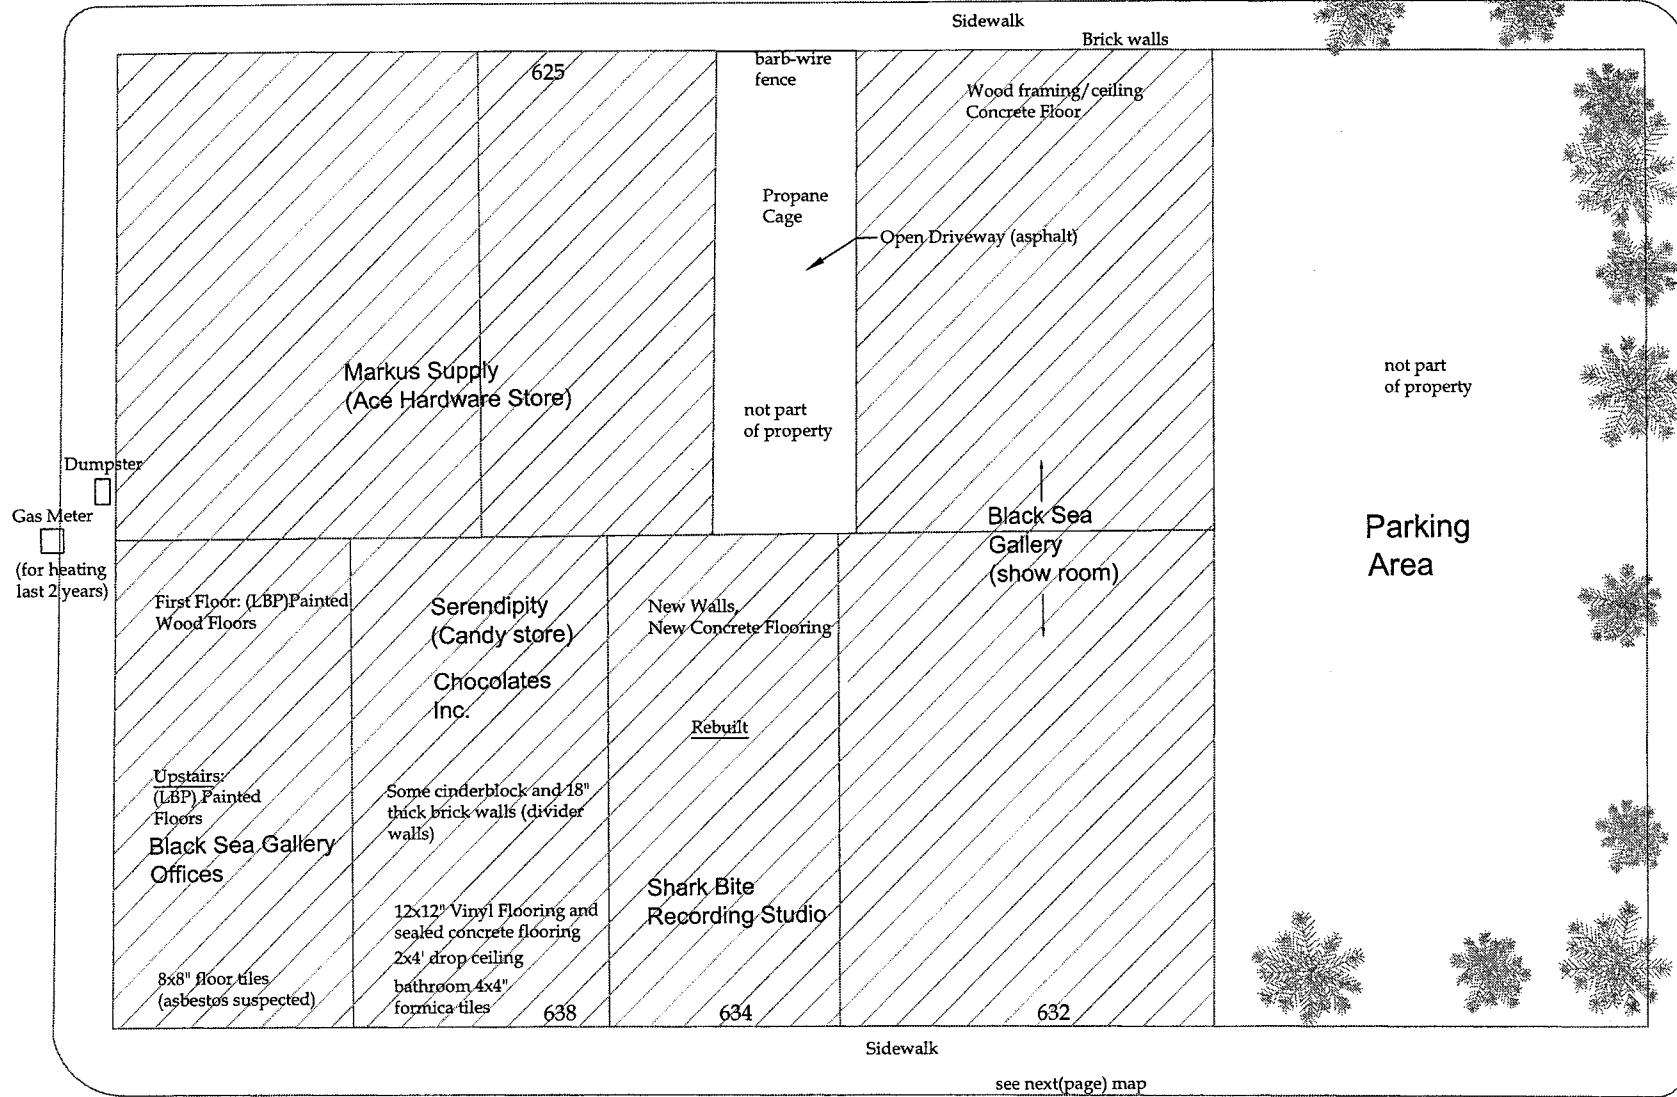 Sidewalk
Brick walls
625
barb-wire
fence
Wood framing/ceiling
Concrete Floor
Propane
Cage
Open Driveway (asphalt)
Markus Supply
(Ace Hardware Store)
not part
of property
not part
of property
Dumpster
Gas Meter
(for heating
last 2 years)
Black Sea
Gallery
(show room)
Parking
Area
First Floor: (LBP)Painted
Wood Floors
Upstairs:
(LBP) Painted
Floors
Black Sea Gallery
Offices
8x8" floor tiles
(asbestos suspected)
Serendipity
(Candy store)
Chocolates
Inc.
Some cinderblock and 18"
thick brick walls (divider
walls)
12x12" Vinyl Flooring and
sealed concrete flooring
2x4' drop ceiling
bathroom 4x4"
formica tiles
638
New Walls,
New Concrete Flooring
Rebuilt
Shark Bite
Recording Studio
634
632
Sidewalk
see next(page) map